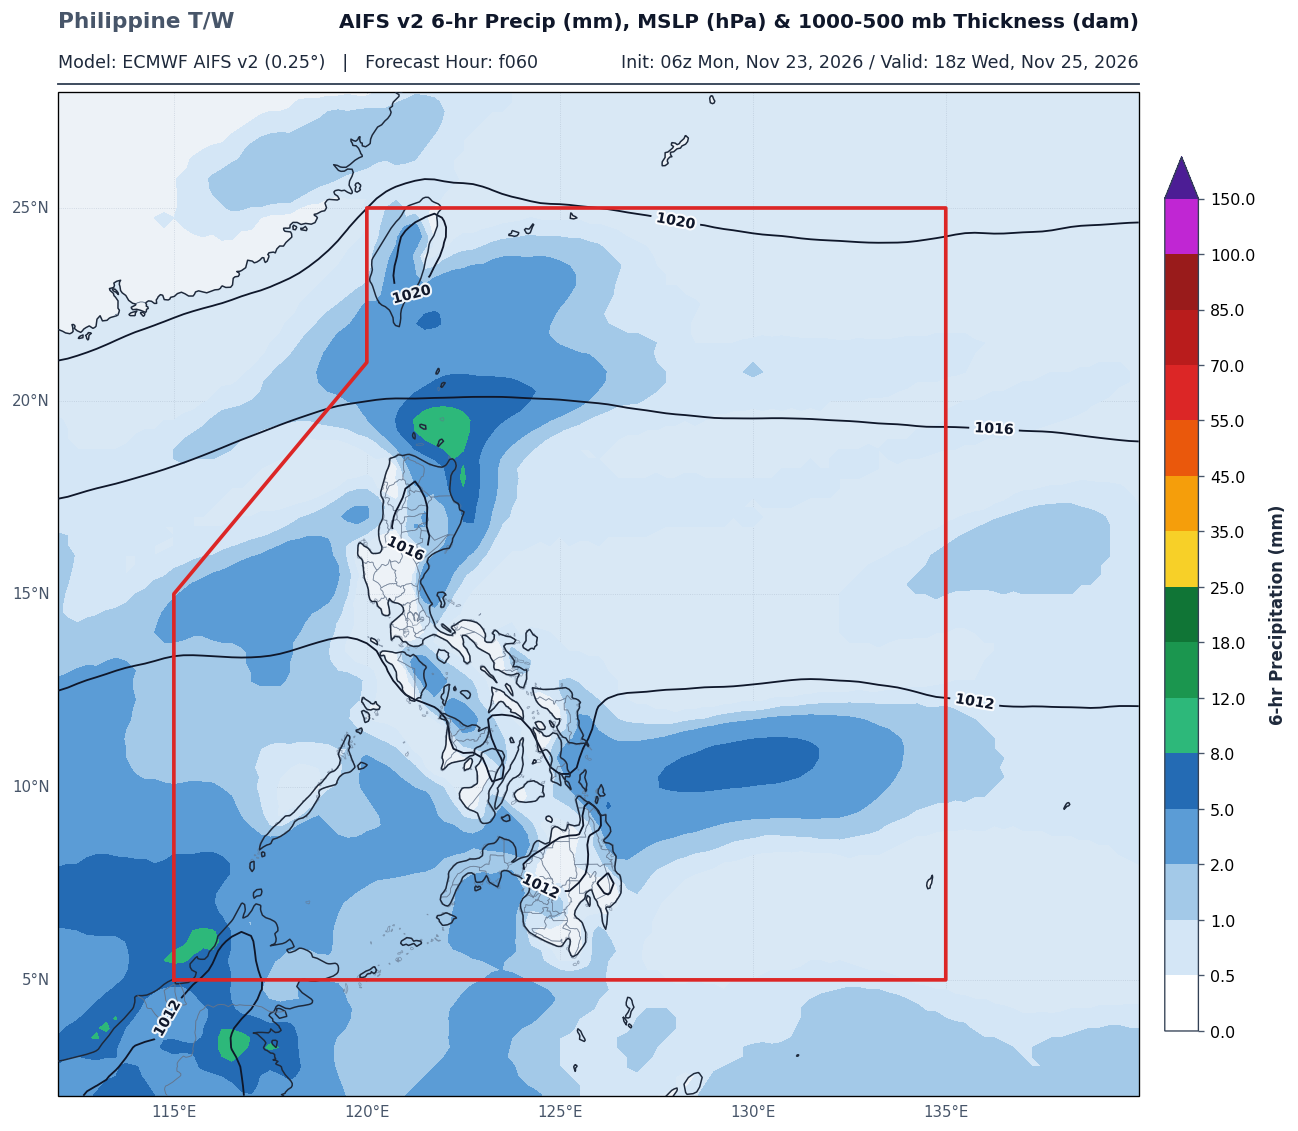 Philippine T/W
AIFS v2 6-hr Precip (mm), MSLP (hPa) & 1000-500 mb Thickness (dam)
Model: ECMWF AIFS v2 (0.25°)   |   Forecast Hour: f060
Init: 06z Mon, Nov 23, 2026 / Valid: 18z Wed, Nov 25, 2026
25°N
20°N
15°N
10°N
5°N
115°E
120°E
125°E
130°E
135°E
1020
1020
1016
1016
1012
1012
1012
150.0
100.0
85.0
70.0
55.0
45.0
35.0
25.0
18.0
12.0
8.0
5.0
2.0
1.0
0.5
0.0
6-hr Precipitation (mm)